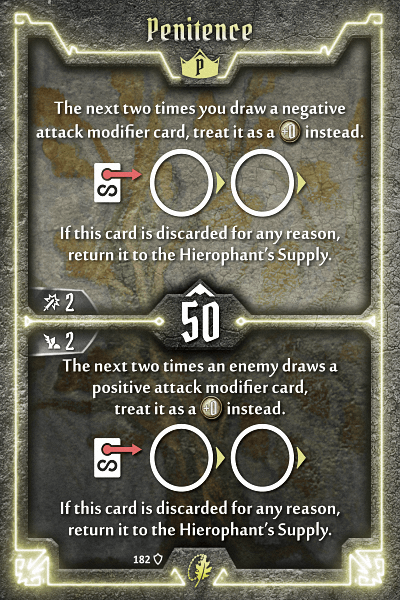 Penitence
P
The next two times you draw a negative
attack modifier card, treat it as a +0 instead.
If this card is discarded for any reason,
return it to the Hierophant's Supply.
2
50
2
The next two times an enemy draws a
positive attack modifier card,
treat it as a +0 instead.
If this card is discarded for any reason,
return it to the Hierophant's Supply.
182